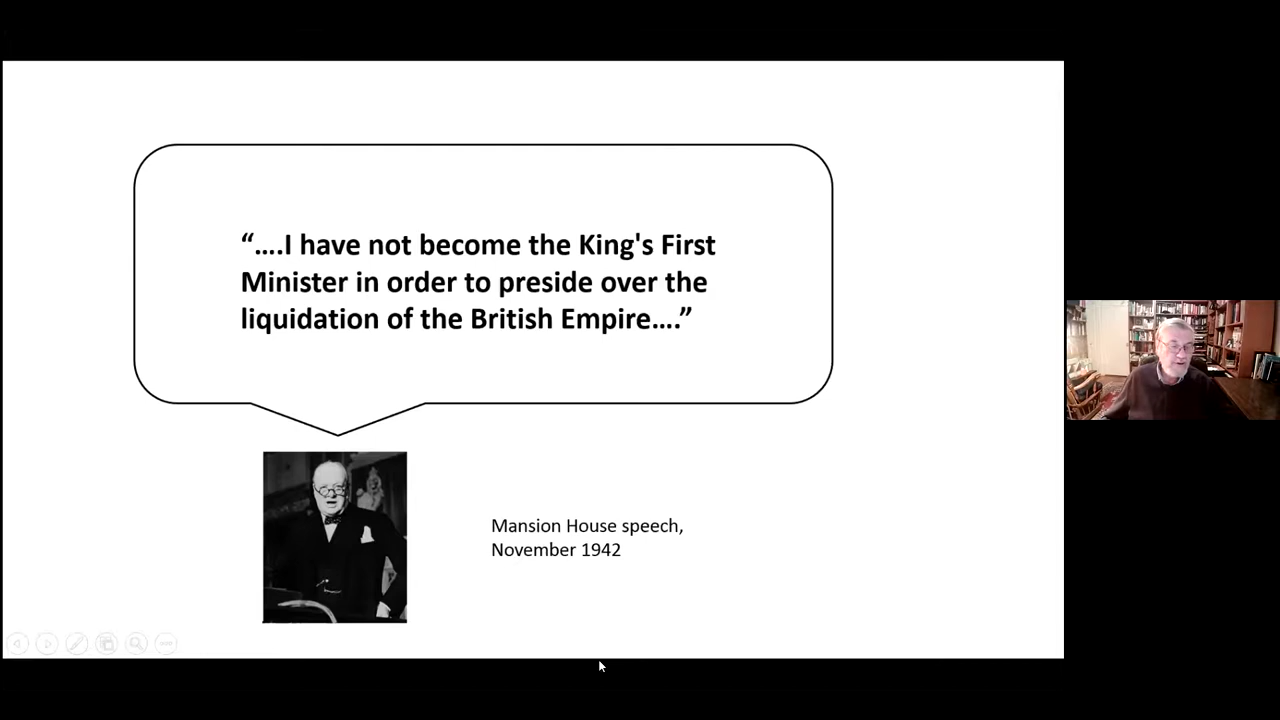 “....I have not become the King's First
Minister in order to preside over the
liquidation of the British Empire....”
Mansion House speech,
November 1942